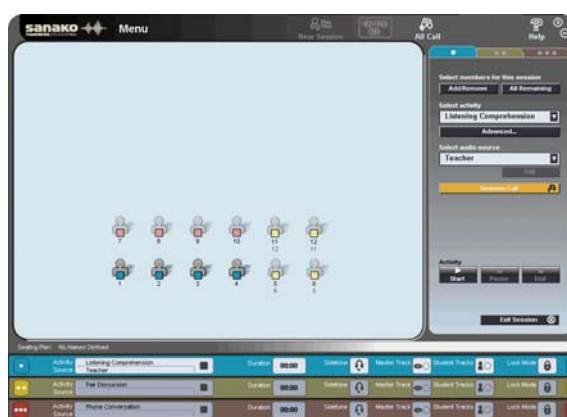 sanako Menu New Session All Call Help
Select members for this session
Add/Remove All Remaining
Select activity
Listening Comprehension
Advanced...
Select audio source
Teacher
Edit
Session Call
7 8 9 10 11 12
12 11
1 2 3 4 5 6
6 5
Activity
Start Pause End
Exit Session
Seating Plan: No Names Defined
Activity Listening Comprehension Duration 00:00 Sidetone Master Track Student Tracks Lock Mode
Source Teacher
Activity Pair Discussion Duration 00:00 Sidetone Master Track Student Tracks Lock Mode
Source
Activity Phone Conversation Duration 00:00 Sidetone Master Track Student Tracks Lock Mode
Source